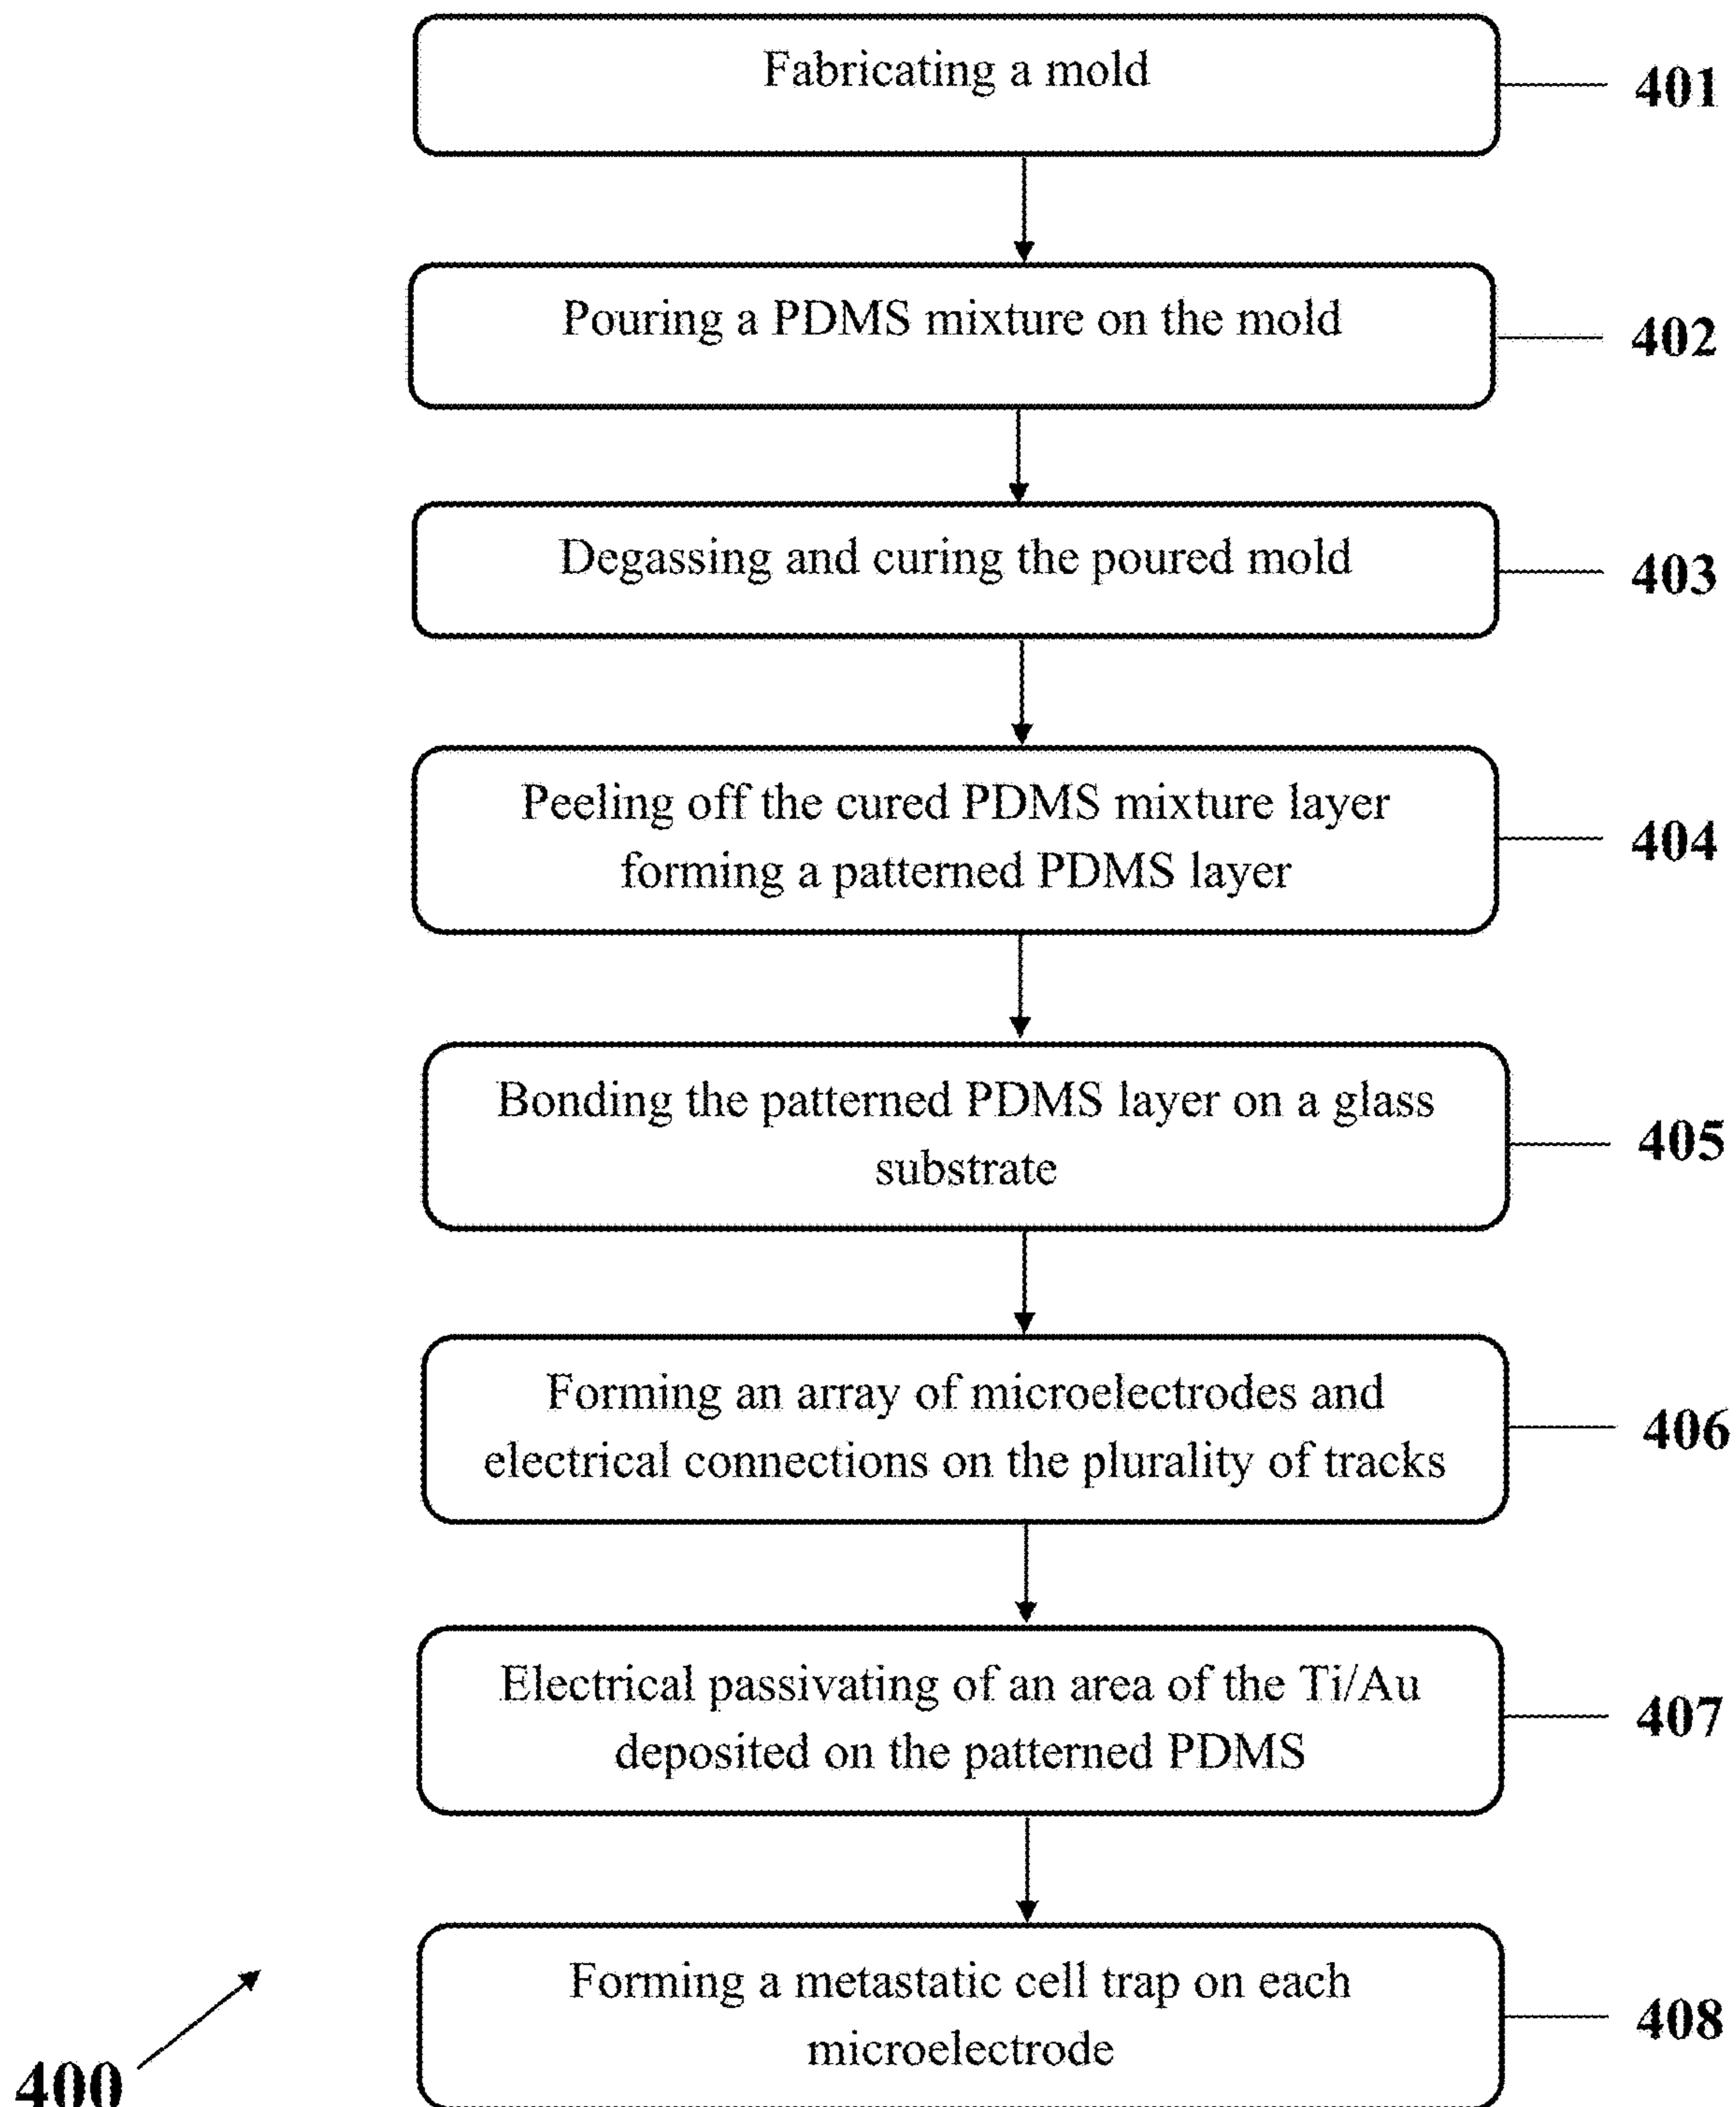 Fabricating a mold
401
Pouring a PDMS mixture on the mold
402
Degassing and curing the poured mold
403
Peeling off the cured PDMS mixture layer
forming a patterned PDMS layer
404
Bonding the patterned PDMS layer on a glass
substrate
405
Forming an array of microelectrodes and
electrical connections on the plurality of tracks
406
Electrical passivating of an area of the Ti/Au
deposited on the patterned PDMS
407
Forming a metastatic cell trap on each
microelectrode
408
400